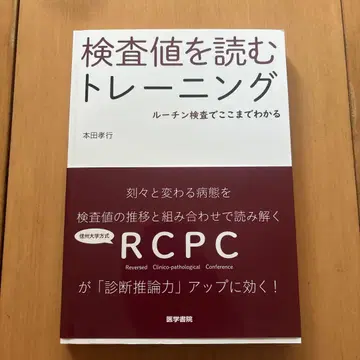 検査値を読む
トレーニング
ルーチン検査でここまでわかる
本田孝行
刻々と変わる病態を
検査値の推移と組み合わせで読み解く
信州大学方式
RCPC
Reversed Clinico-pathological Conference
が「診断推論力」アップに効く!
医学書院